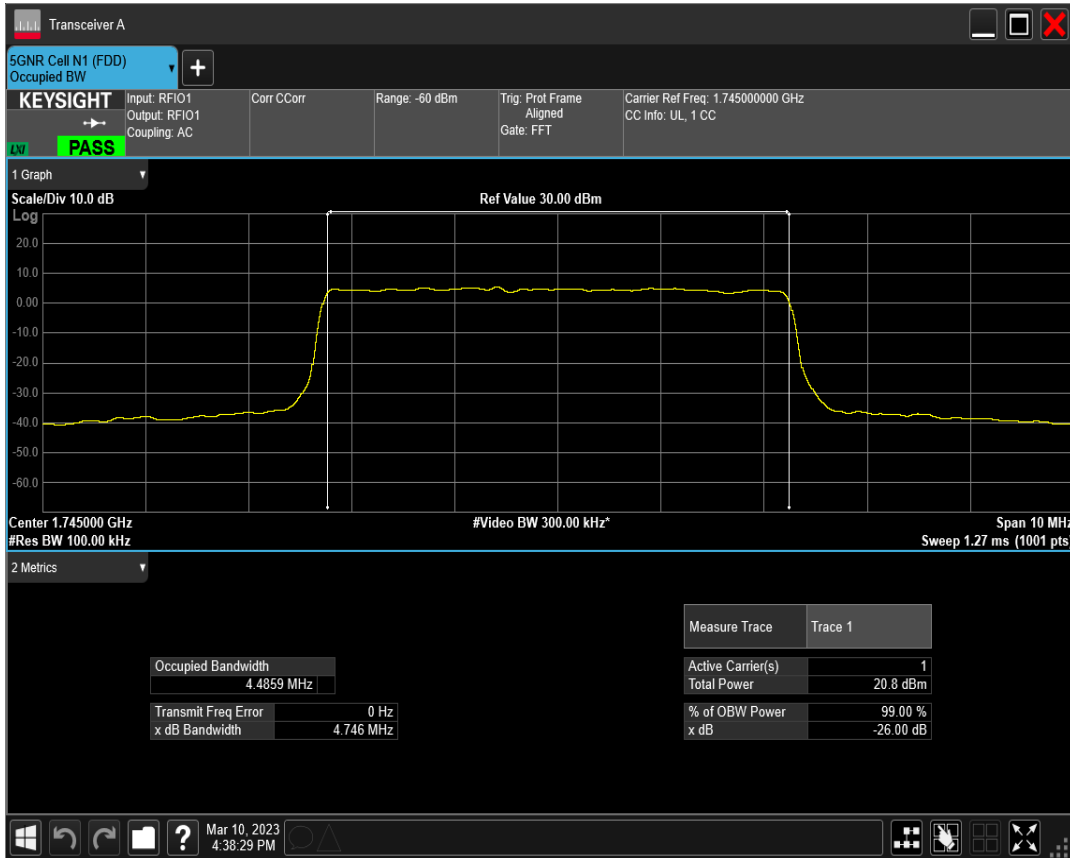 Transceiver A
5GNR Cell N1 (FDD)
Occupied BW
+
KEYSIGHT
LXI
PASS
Input: RFIO1
Output: RFIO1
Coupling: AC
Corr CCorr
Range: -60 dBm
Trig: Prot Frame
Aligned
Gate: FFT
Carrier Ref Freq: 1.745000000 GHz
CC Info: UL, 1 CC
1 Graph
Scale/Div 10.0 dB
Ref Value 30.00 dBm
Log
20.0
10.0
0.00
-10.0
-20.0
-30.0
-40.0
-50.0
-60.0
Center 1.745000 GHz
#Video BW 300.00 kHz*
Span 10 MHz
#Res BW 100.00 kHz
Sweep 1.27 ms (1001 pts)
2 Metrics
Measure Trace Trace 1
Occupied Bandwidth
4.4859 MHz
Transmit Freq Error 0 Hz
x dB Bandwidth 4.746 MHz
Active Carrier(s) 1
Total Power 20.8 dBm
% of OBW Power 99.00 %
x dB -26.00 dB
?
Mar 10, 2023
4:38:29 PM